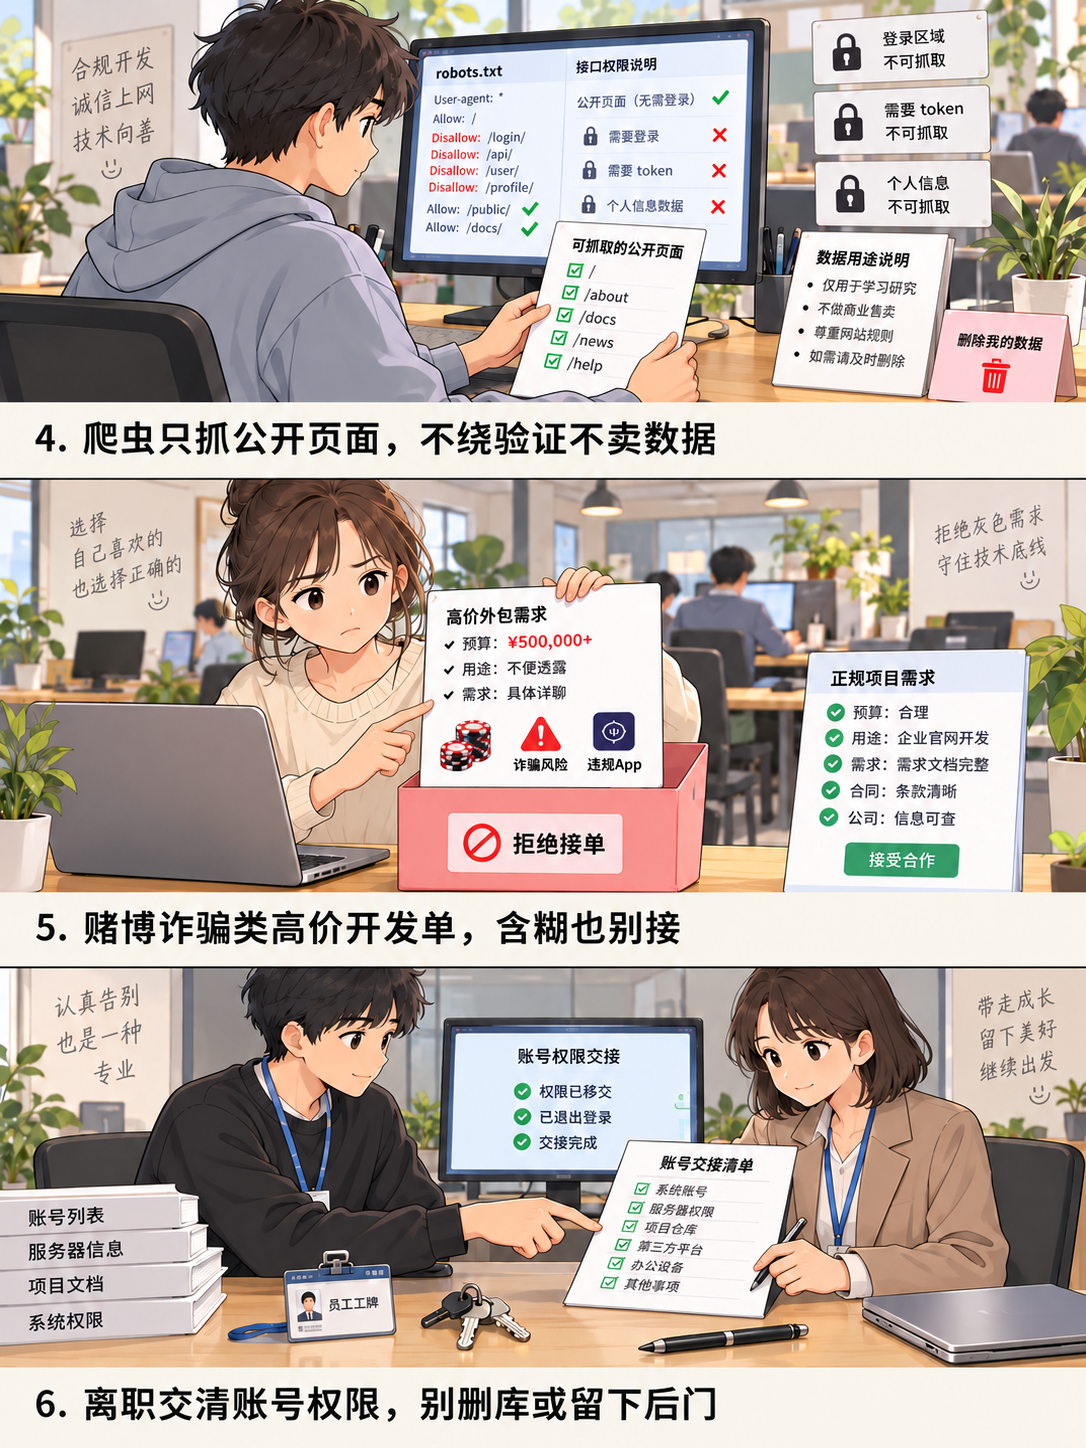 合规开发
诚信上网
技术向善
robots.txt
User-agent: *
Allow: /
Disallow: /login/
Disallow: /api/
Disallow: /user/
Disallow: /profile/
Allow: /public/
Allow: /docs/
接口权限说明
公开页面（无需登录）
需要登录
需要 token
个人信息数据
登录区域
不可抓取
需要 token
不可抓取
个人信息
不可抓取
可抓取的公开页面
/
/about
/docs
/news
/help
数据用途说明
• 仅用于学习研究
• 不做商业售卖
• 尊重网站规则
• 如需请及时删除
删除我的数据
4. 爬虫只抓公开页面，不绕验证不卖数据
选择
自己喜欢的
也选择正确的
拒绝灰色需求
守住技术底线
高价外包需求
预算：¥500,000+
用途：不便透露
需求：具体详聊
诈骗风险
违规App
拒绝接单
正规项目需求
预算：合理
用途：企业官网开发
需求：需求文档完整
合同：条款清晰
公司：信息可查
接受合作
5. 赌博诈骗类高价开发单，含糊也别接
认真告别
也是一种
专业
带走成长
留下美好
继续出发
账号权限交接
权限已移交
已退出登录
交接完成
账号交接清单
系统账号
服务器权限
项目仓库
第三方平台
办公设备
其他事项
账号列表
服务器信息
项目文档
系统权限
员工工牌
6. 离职交清账号权限，别删库或留下后门